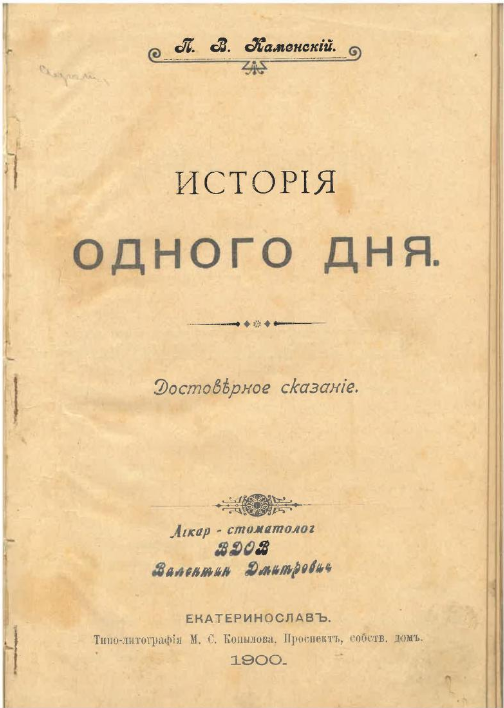 П. В. Каменскій.
ИСТОРІЯ
ОДНОГО ДНЯ.
Достовѣрное сказаніе.
Лікар - стоматолог
ВДОВ
Валентин Дмитрович
ЕКАТЕРИНОСЛАВЪ.
Типо-литографія М. С. Копылова, Проспектъ, собств. домъ.
1900.